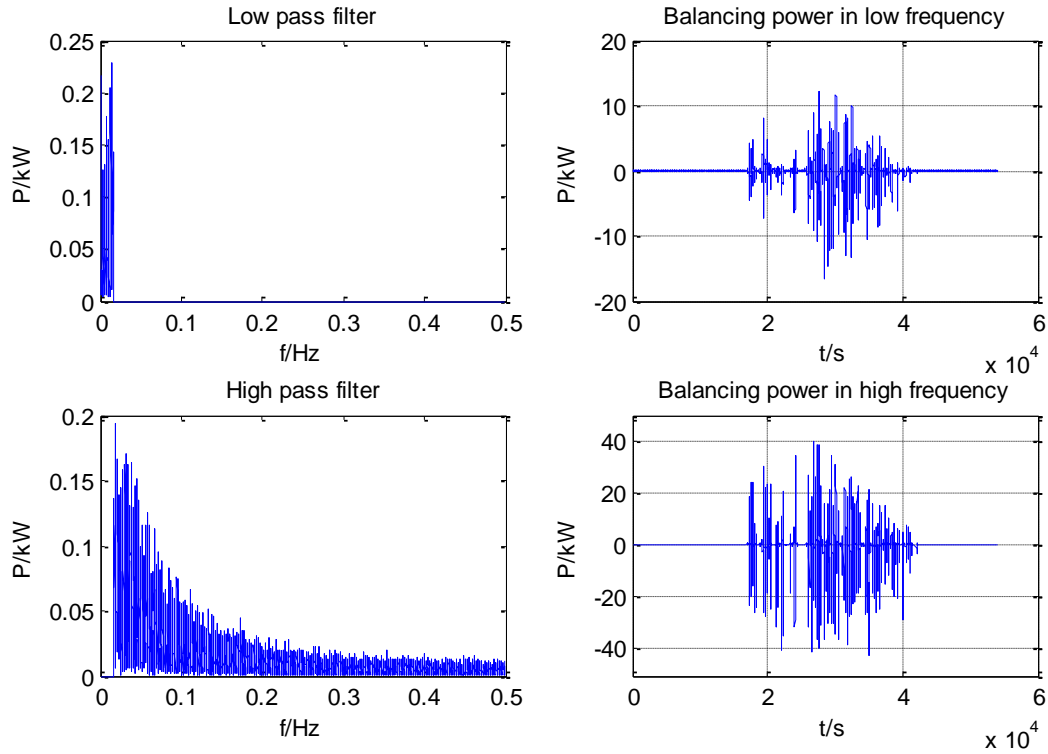 Low pass filter
0.25
0.2
0.15
0.1
0.05
0
P/kW
0 0.1 0.2 0.3 0.4 0.5
f/Hz
Balancing power in low frequency
20
10
0
-10
-20
P/kW
0 2 4 6
t/s
x 10^4
High pass filter
0.2
0.15
0.1
0.05
0
P/kW
0 0.1 0.2 0.3 0.4 0.5
f/Hz
Balancing power in high frequency
40
20
0
-20
-40
P/kW
0 2 4 6
t/s
x 10^4